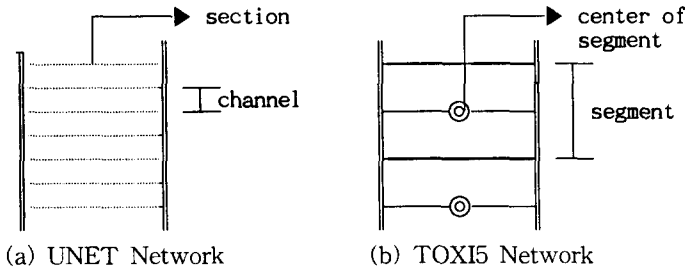 section
channel
(a) UNET Network
center of
segment
segment
(b) TOXI5 Network